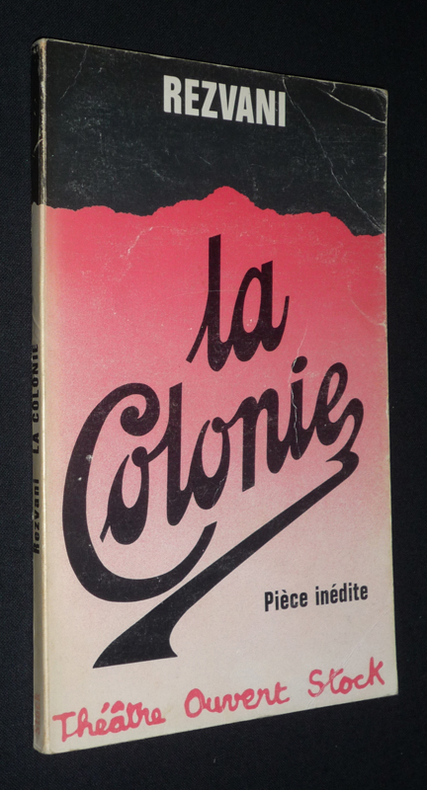 REZVANI
la
Colonie
Pièce inédite
Théâtre Ouvert Stock
Rezvani LA COLONIE